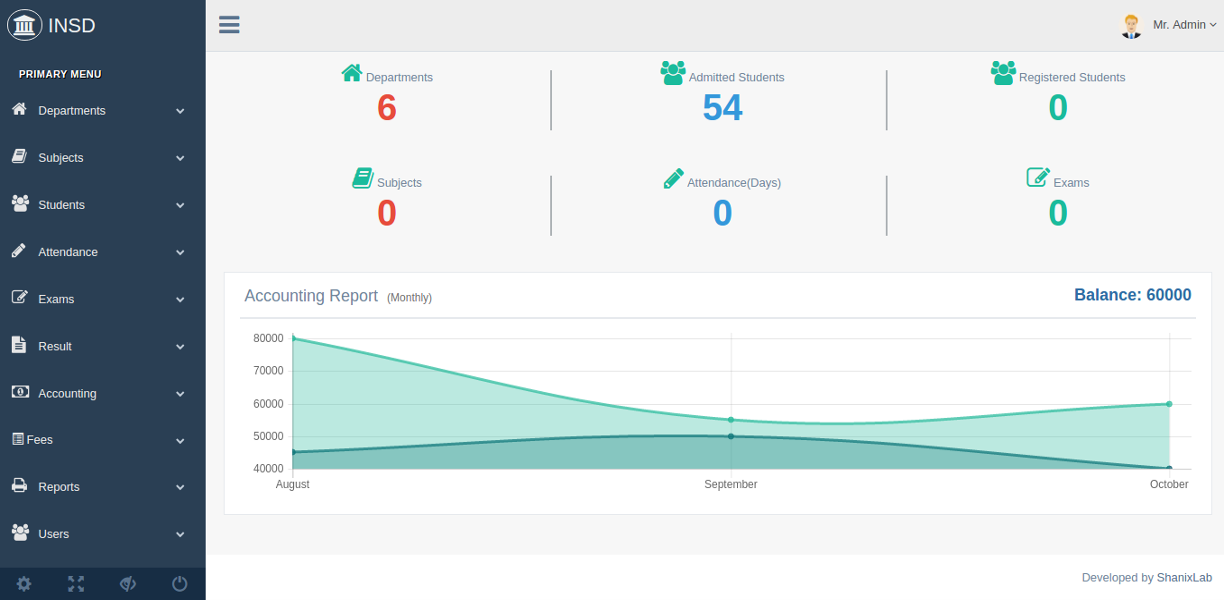 INSD
Mr. Admin
PRIMARY MENU
Departments
Subjects
Students
Attendance
Exams
Result
Accounting
Fees
Reports
Users
Departments
6
Admitted Students
54
Registered Students
0
Subjects
0
Attendance(Days)
0
Exams
0
Accounting Report (Monthly)
Balance: 60000
80000
70000
60000
50000
40000
August September October
Developed by ShanixLab